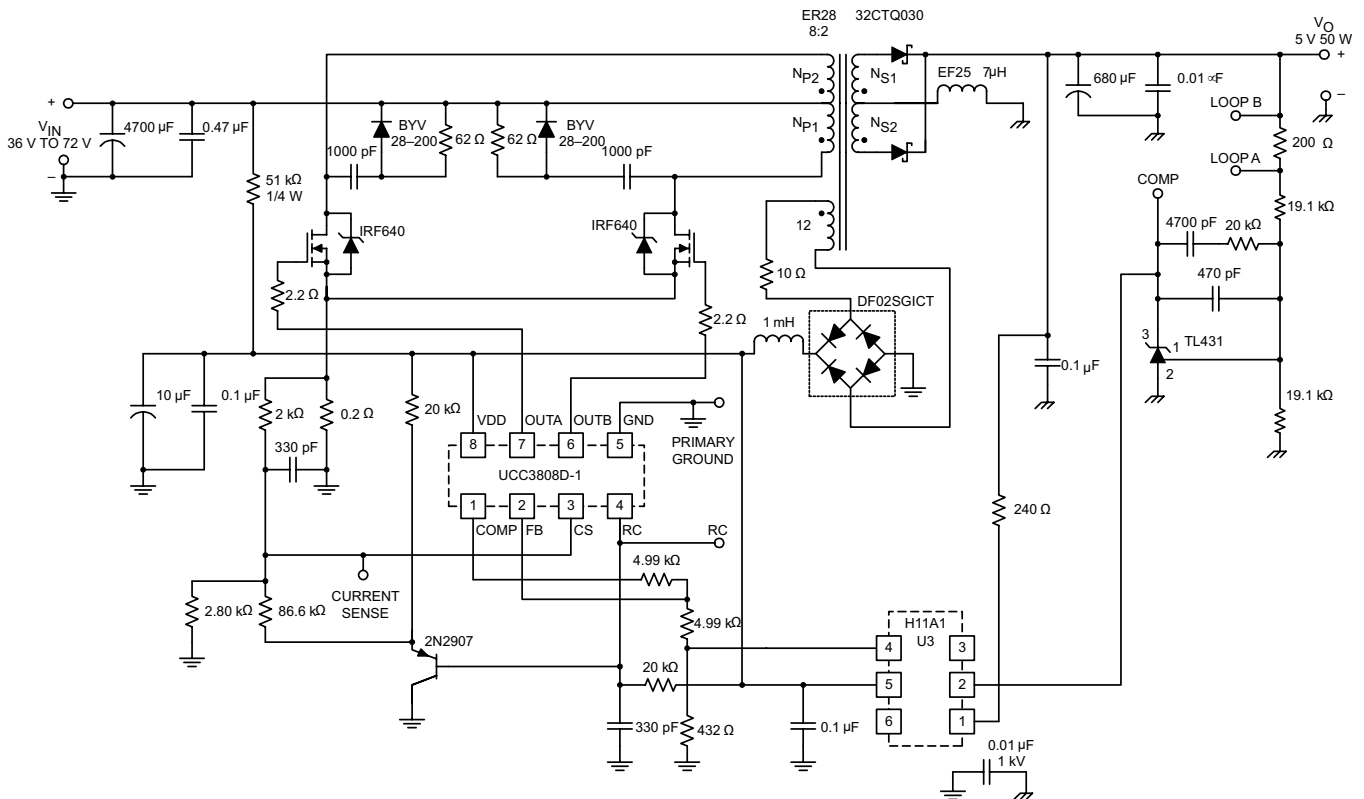 ER28
8:2
32CTQ030
V_O
5 V 50 W
+
–
N_P2
N_P1
N_S1
N_S2
EF25 7µH
680 µF
0.01 ∝F
LOOP B
LOOP A
200 Ω
+
V_IN
36 V TO 72 V
–
4700 µF
0.47 µF
51 kΩ
1/4 W
BYV
28–200
62 Ω
62 Ω
BYV
28–200
1000 pF
1000 pF
IRF640
IRF640
12
10 Ω
COMP
19.1 kΩ
4700 pF
20 kΩ
470 pF
2.2 Ω
2.2 Ω
DF02SGICT
1 mH
3
1
2
TL431
0.1 µF
19.1 kΩ
10 µF
0.1 µF
2 kΩ
0.2 Ω
20 kΩ
330 pF
VDD
OUTA
OUTB
GND
8
7
6
5
PRIMARY
GROUND
UCC3808D-1
1
2
3
4
COMP
FB
CS
RC
RC
240 Ω
4.99 kΩ
CURRENT
SENSE
2.80 kΩ
86.6 kΩ
4.99 kΩ
2N2907
20 kΩ
H11A1
U3
4
3
5
2
6
1
330 pF
432 Ω
0.1 µF
0.01 µF
1 kV